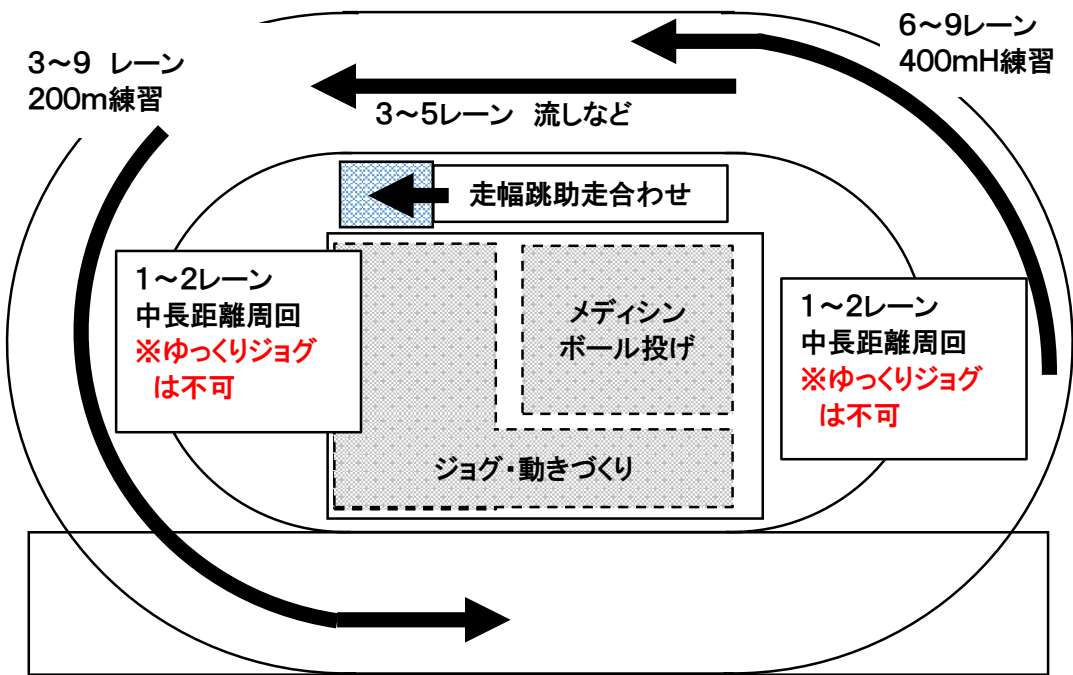 3～9 レーン
200m練習
6～9レーン
400mH練習
3～5レーン 流しなど
走幅跳助走合わせ
1～2レーン
中長距離周回
※ゆっくりジョグ
は不可
メディシン
ボール投げ
1～2レーン
中長距離周回
※ゆっくりジョグ
は不可
ジョグ・動きづくり